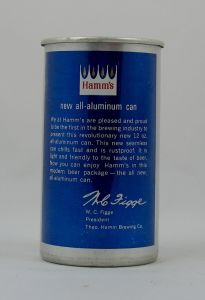 Hamm's
new all-aluminum can
We at Hamm's are pleased and proud
to be the first in the brewing industry to
present this revolutionary new 12 oz.
all-aluminum can. This new seamless
can chills fast and is rustproof. It is
light and friendly to the taste of beer.
Now you can enjoy Hamm's in this
modern beer package—the all new,
all-aluminum can.
W.C. Figge
W. C. Figge
President
Theo. Hamm Brewing Co.